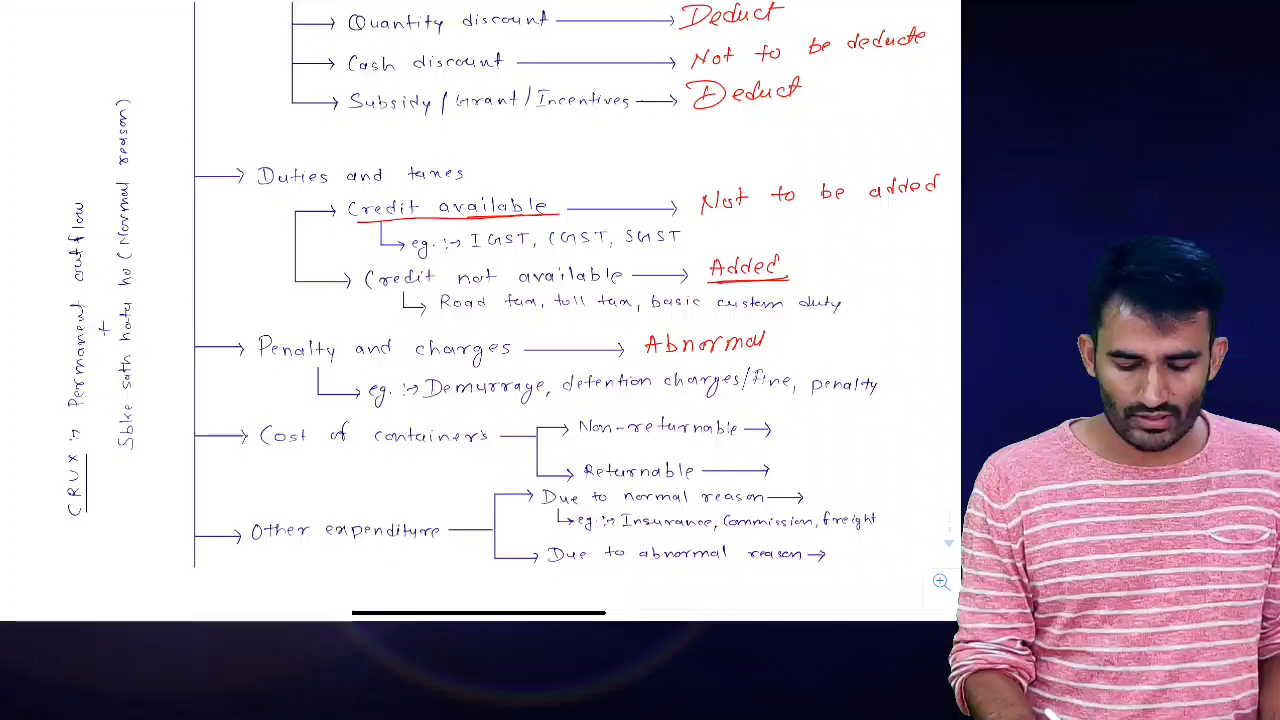 Quantity discount Deduct
Cash discount Not to be deducte
Subsidy/Grant/Incentives Deduct
Duties and taxes
Credit available Not to be added
eg. :→ IGST, CGST, SGST
Credit not available Added
Road tax, toll tax, basic custom duty
Penalty and charges Abnormal
eg. :→ Demurrage, detention charges/fine, penalty
Cost of containers Non-returnable
Returnable
Other expenditure Due to normal reason
eg. :→ Insurance, Commission, freight
Due to abnormal reason
CRUX :→ Permament outflow
+
Sbke sath hota ho (Normal reason)